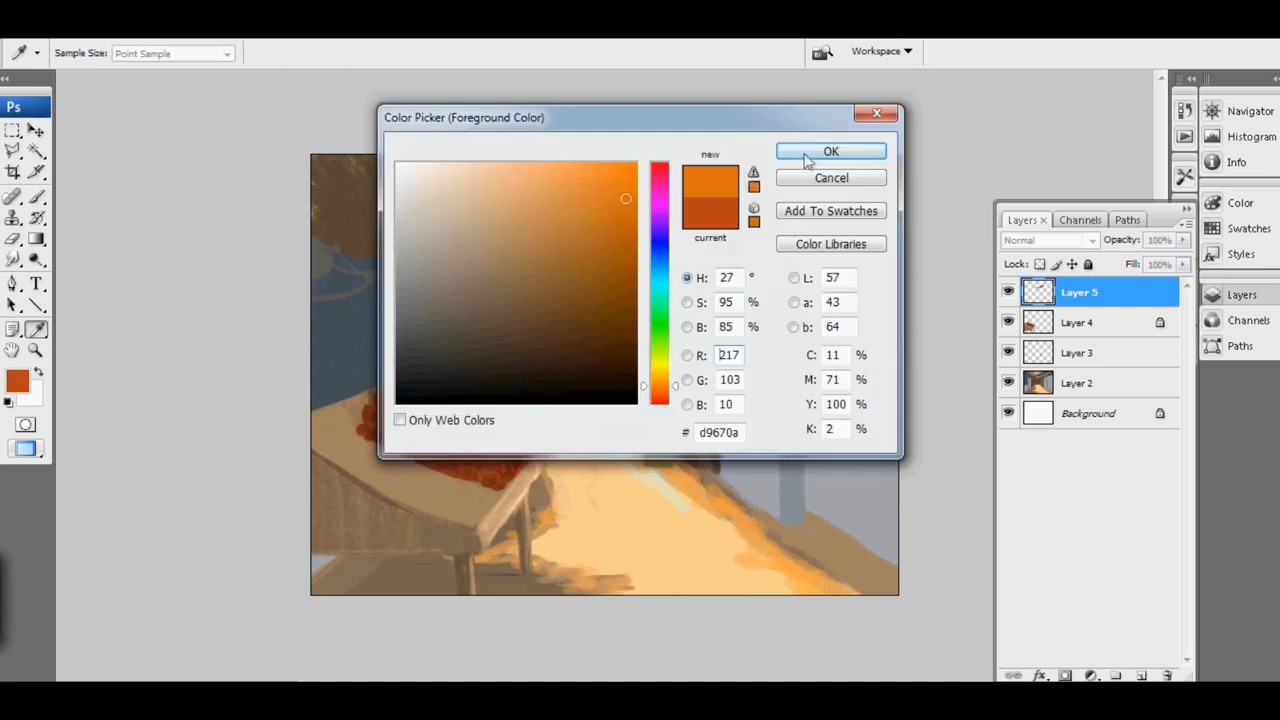 Sample Size: Point Sample
Workspace
Ps
Color Picker (Foreground Color)
new
current
OK
Cancel
Add To Swatches
Color Libraries
H: 27 °
S: 95 %
B: 85 %
R: 217
G: 103
B: 10
# d9670a
L: 57
a: 43
b: 64
C: 11 %
M: 71 %
Y: 100 %
K: 2 %
Only Web Colors
Navigator
Histogram
Info
Color
Swatches
Styles
Layers
Channels
Paths
Layers × Channels Paths
Normal Opacity: 100%
Lock: Fill: 100%
Layer 5
Layer 4
Layer 3
Layer 2
Background